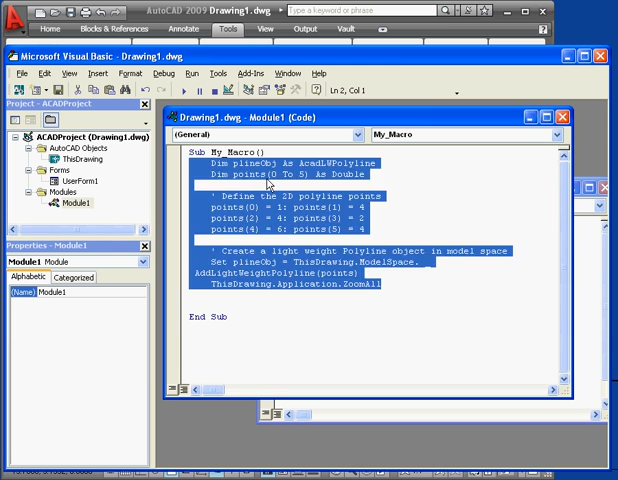 AutoCAD 2009 Drawing1.dwg
Type a keyword or phrase
Home Blocks & References Annotate Tools Output View Vault
Microsoft Visual Basic - Drawing1.dwg
File Edit View Insert Format Debug Run Tools Add-Ins Window Help
Ln 2, Col 1
Project - ACADProject
ACADProject (Drawing1.dwg)
AutoCAD Objects
ThisDrawing
Forms
UserForm1
Modules
Module1
Properties - Module1
Module1 Module
Alphabetic Categorized
(Name) Module1
Drawing1.dwg - Module1 (Code)
(General) My_Macro
Sub My_Macro()
Dim plineObj As AcadLWPolyline
Dim points(0 To 5) As Double
' Define the 2D polyline points
points(0) = 1: points(1) = 4
points(2) = 4: points(3) = 2
points(4) = 6: points(5) = 4
' Create a light weight Polyline object in model space
Set plineObj = ThisDrawing.ModelSpace. _
AddLightWeightPolyline(points)
ThisDrawing.Application.ZoomAll
End Sub